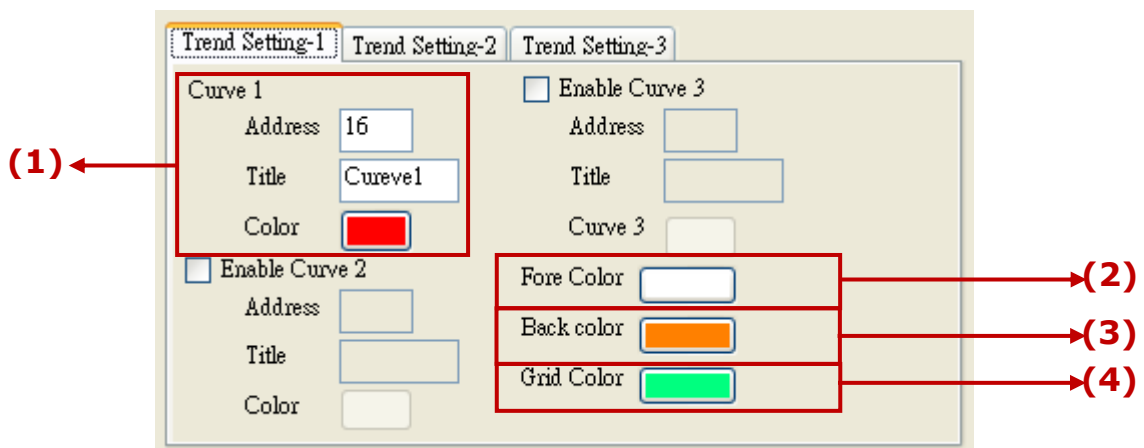 Trend Setting-1 Trend Setting-2 Trend Setting-3
Curve 1
Address 16
Title Cureve1
Color
(1)
Enable Curve 2
Address
Title
Color
Enable Curve 3
Address
Title
Curve 3
Fore Color
(2)
Back color
(3)
Grid Color
(4)